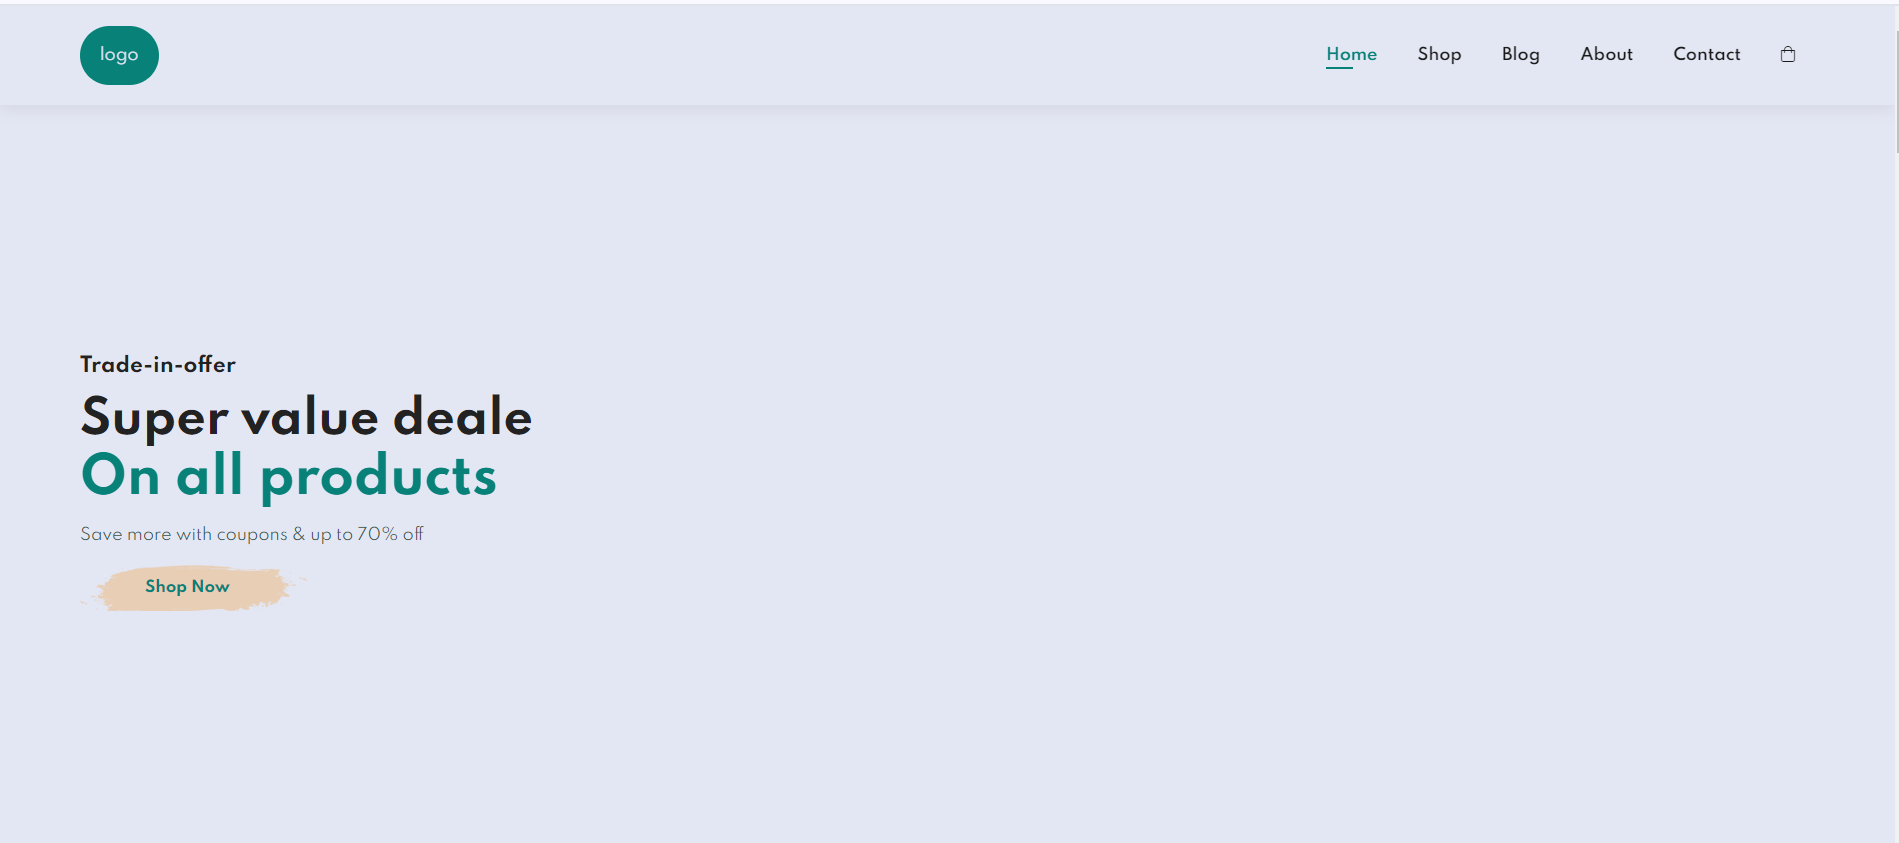 logo
Home Shop Blog About Contact
Trade-in-offer
Super value deale
On all products
Save more with coupons & up to 70% off
Shop Now